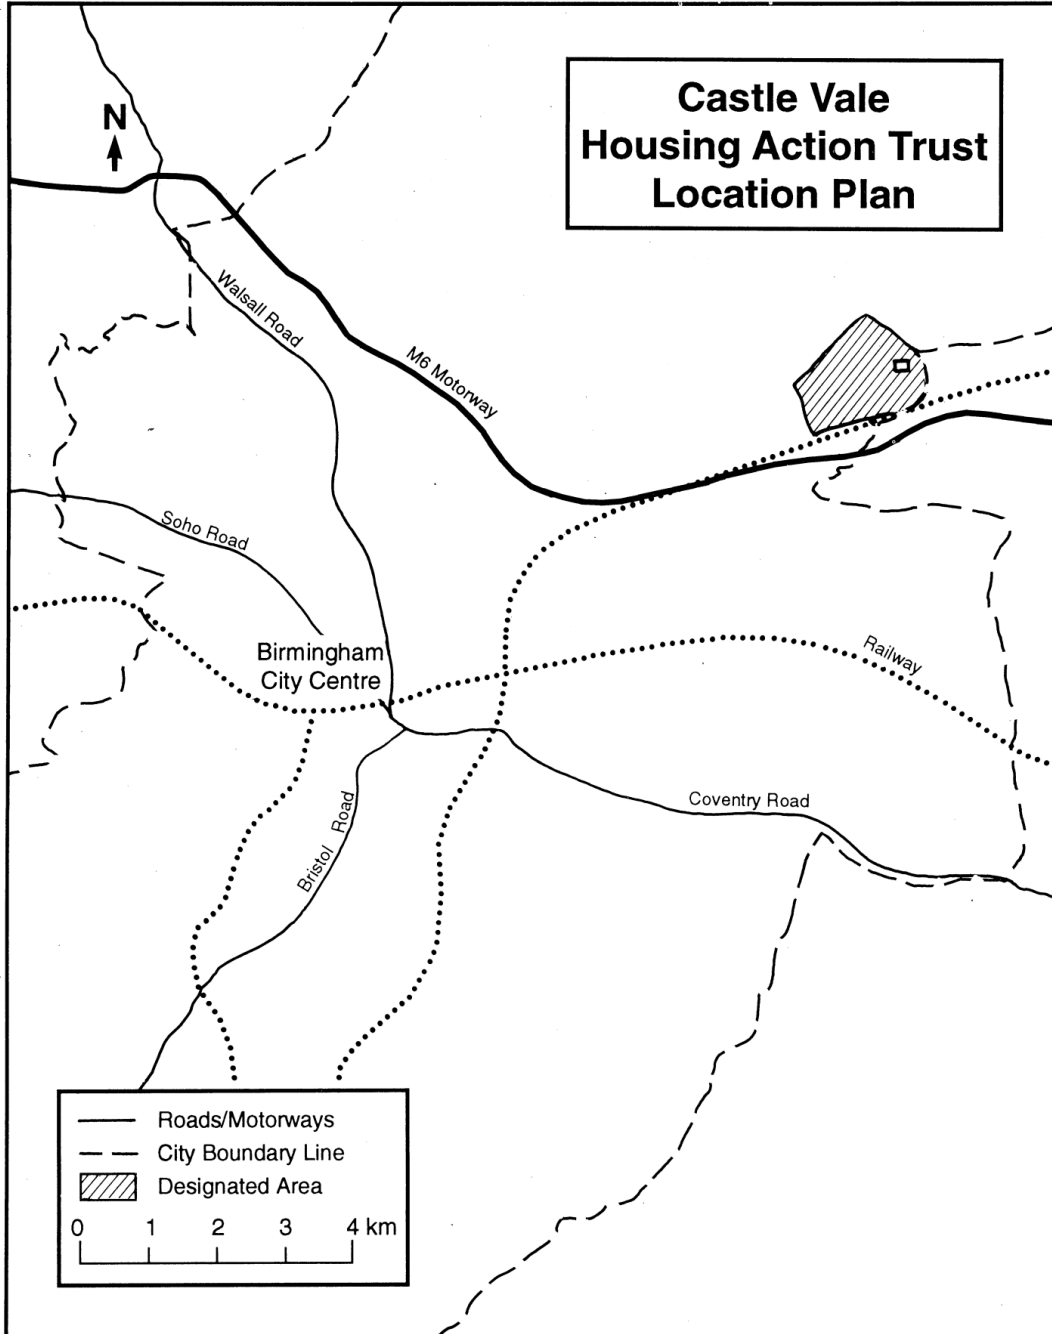 Castle Vale
Housing Action Trust
Location Plan
N
Walsall Road
M6 Motorway
Soho Road
Birmingham
City Centre
Railway
Coventry Road
Bristol Road
Roads/Motorways
City Boundary Line
Designated Area
0 1 2 3 4 km